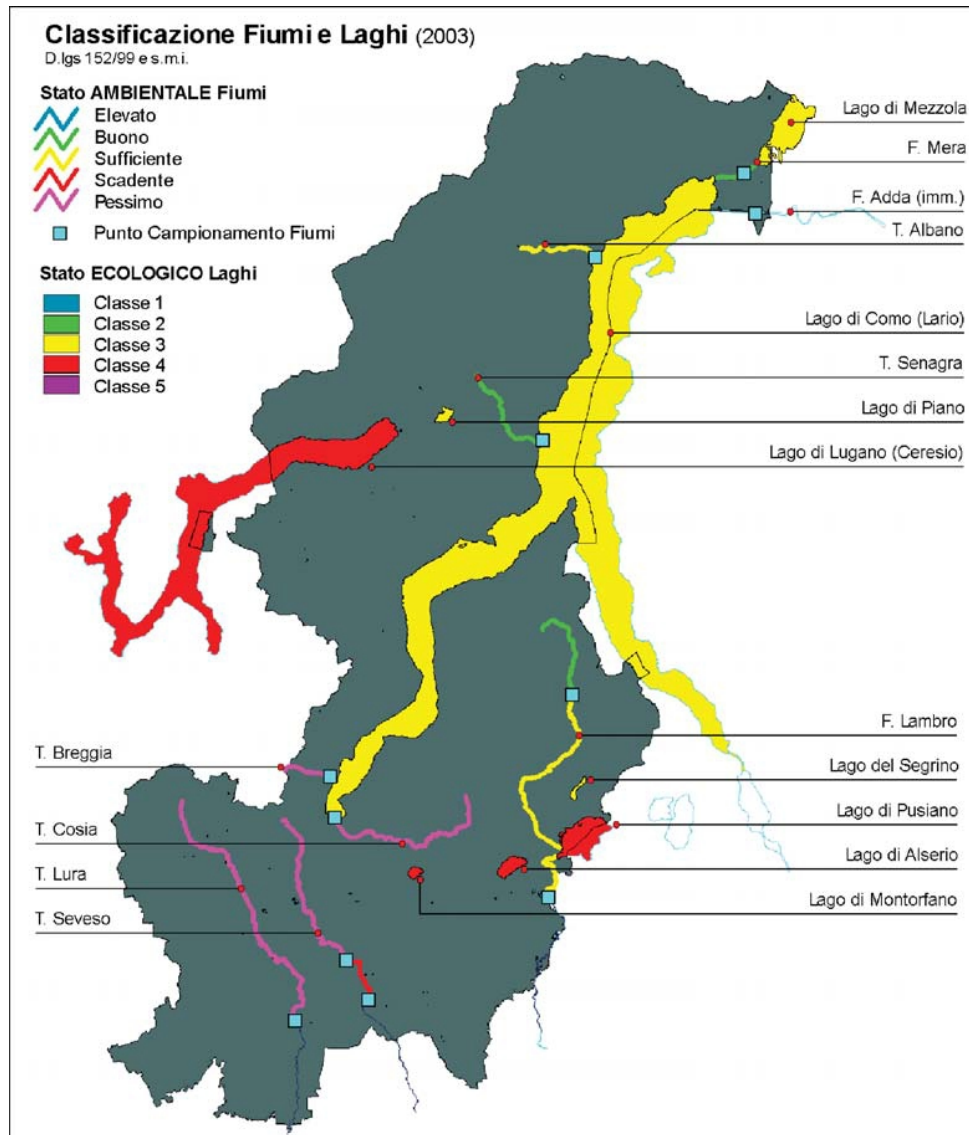 Classificazione Fiumi e Laghi (2003)
D.lgs 152/99 e s.m.i.
Stato AMBIENTALE Fiumi
Elevato
Buono
Sufficiente
Scadente
Pessimo
Punto Campionamento Fiumi
Stato ECOLOGICO Laghi
Classe 1
Classe 2
Classe 3
Classe 4
Classe 5
Lago di Mezzola
F. Mera
F. Adda (imm.)
T. Albano
Lago di Como (Lario)
T. Senagra
Lago di Piano
Lago di Lugano (Ceresio)
F. Lambro
Lago del Segrino
Lago di Pusiano
Lago di Alserio
Lago di Montorfano
T. Breggia
T. Cosia
T. Lura
T. Seveso